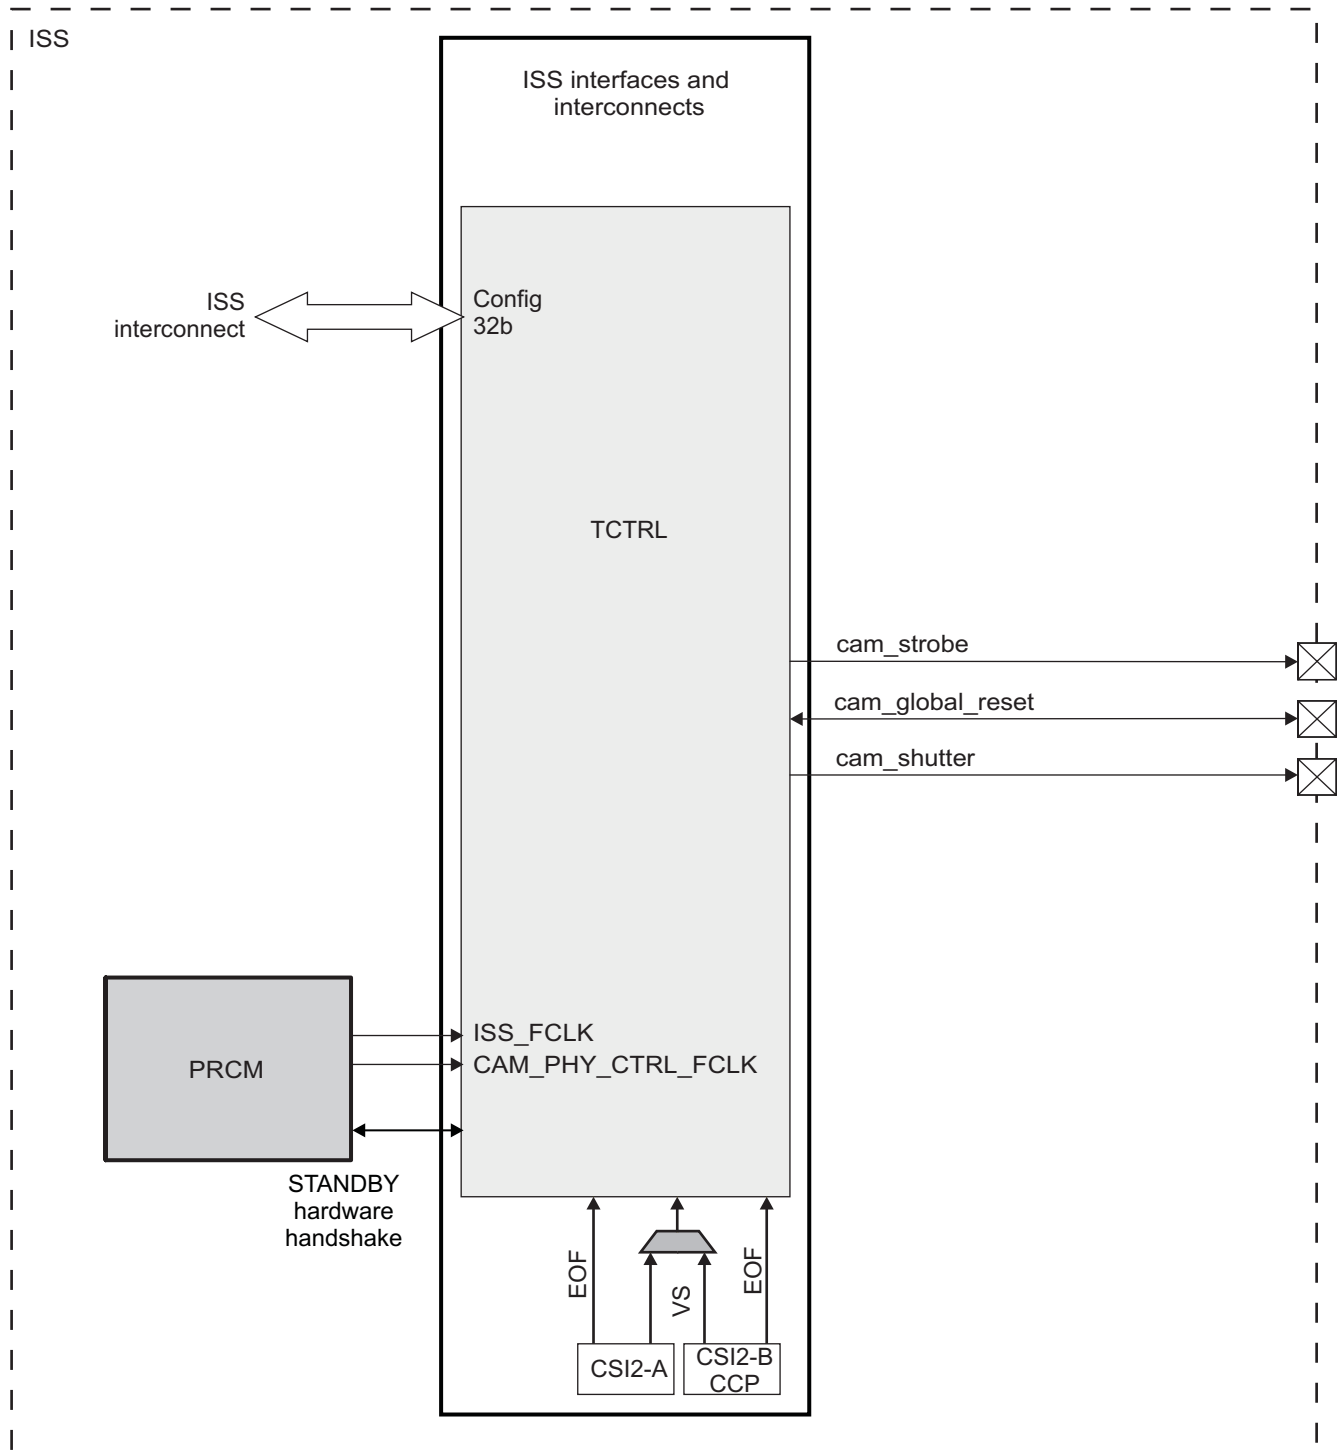 ISS
ISS interfaces and
interconnects
ISS
interconnect
Config
32b
TCTRL
cam_strobe
cam_global_reset
cam_shutter
ISS_FCLK
PRCM
CAM_PHY_CTRL_FCLK
STANDBY
hardware
handshake
EOF
VS
EOF
CSI2-A
CSI2-B
CCP